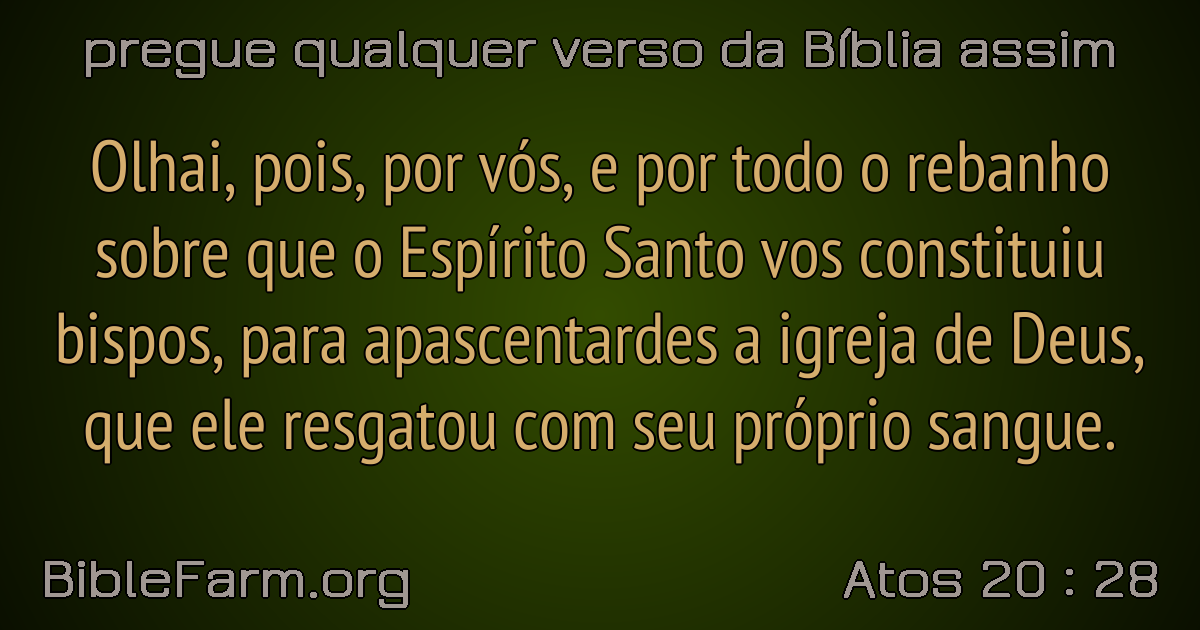 pregue qualquer verso da Bíblia assim
Olhai, pois, por vós, e por todo o rebanho
sobre que o Espírito Santo vos constituiu
bispos, para apascentardes a igreja de Deus,
que ele resgatou com seu próprio sangue.
BibleFarm.org
Atos 20 : 28